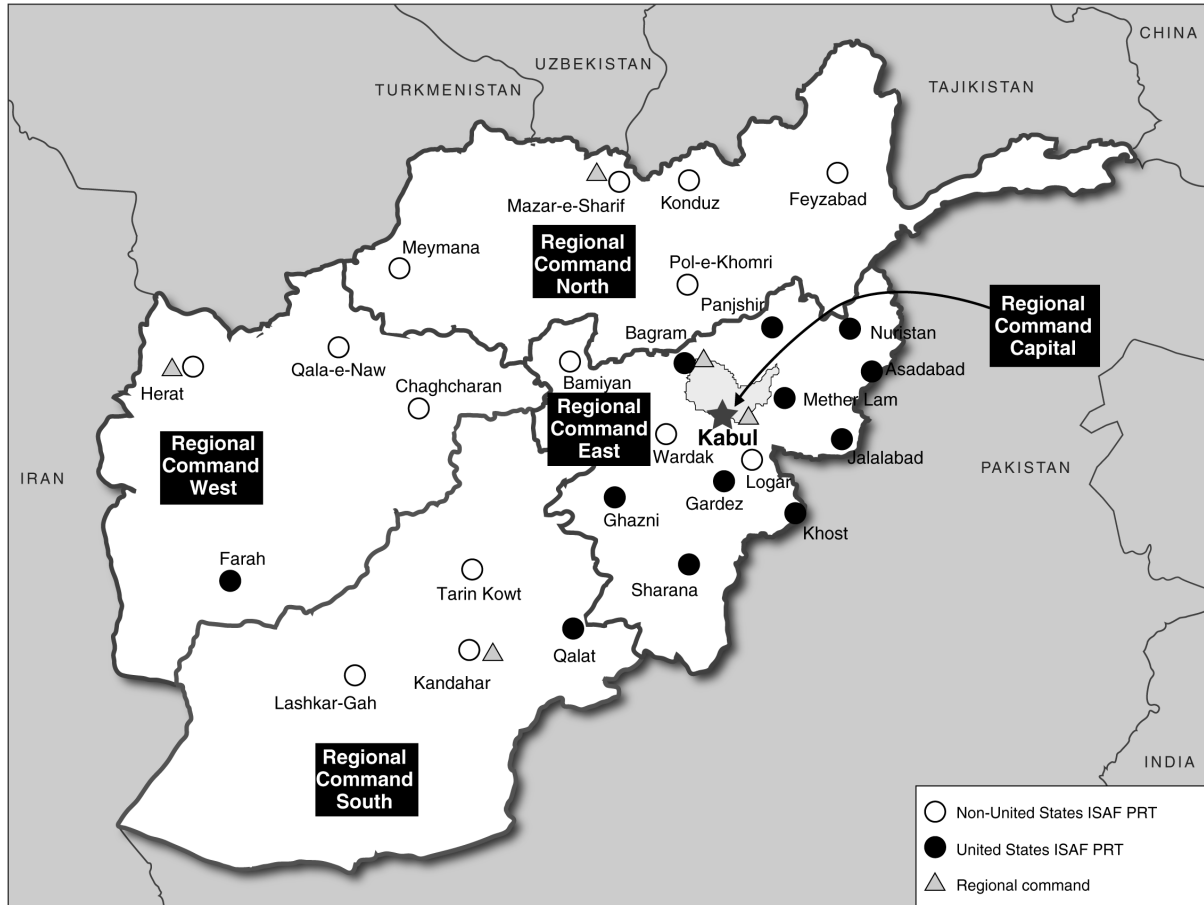 CHINA
UZBEKISTAN
TURKMENISTAN
TAJIKISTAN
Mazar-e-Sharif
Konduz
Feyzabad
Meymana
Regional
Command
North
Pol-e-Khomri
Panjshir
Regional
Command
Capital
Bagram
Nuristan
Herat
Qala-e-Naw
Bamiyan
Asadabad
Chaghcharan
Mether Lam
Regional
Command
East
Kabul
Regional
Command
West
Wardak
Jalalabad
Logar
IRAN
PAKISTAN
Gardez
Ghazni
Khost
Farah
Tarin Kowt
Sharana
Qalat
Kandahar
Lashkar-Gah
Regional
Command
South
INDIA
Non-United States ISAF PRT
United States ISAF PRT
Regional command